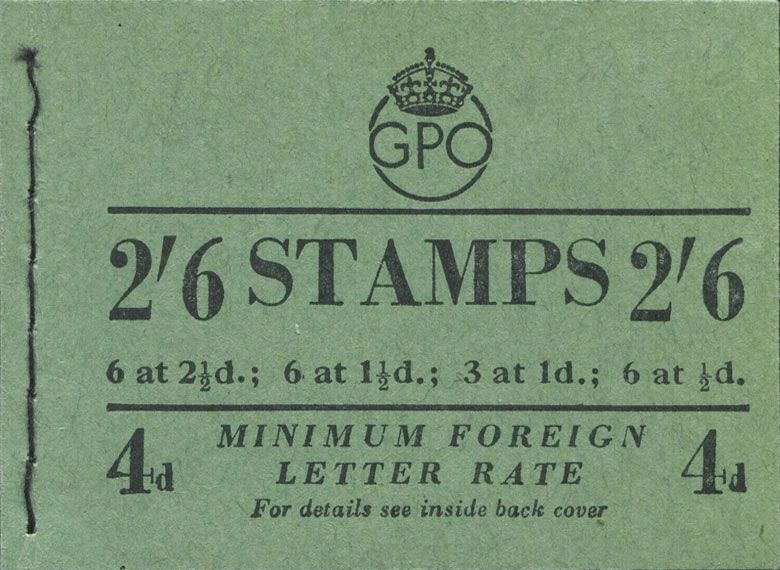 GPO
2'6 STAMPS 2'6
6 at 2½d.; 6 at 1½d.; 3 at 1d.; 6 at ½d.
4d MINIMUM FOREIGN 4d
LETTER RATE
For details see inside back cover